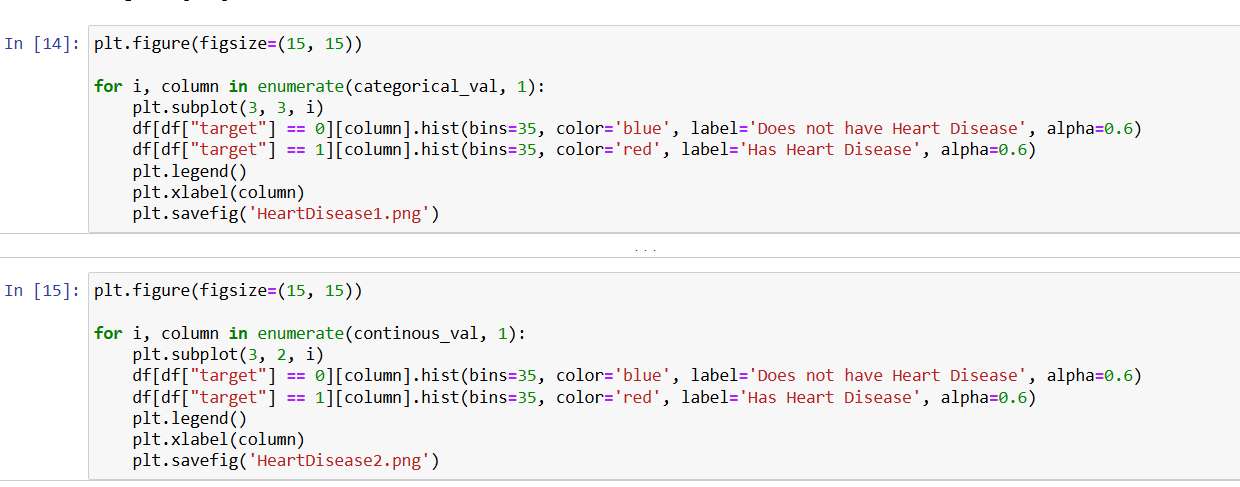 In [14]: plt.figure(figsize=(15, 15))
for i, column in enumerate(categorical_val, 1):
    plt.subplot(3, 3, i)
    df[df["target"] == 0][column].hist(bins=35, color='blue', label='Does not have Heart Disease', alpha=0.6)
    df[df["target"] == 1][column].hist(bins=35, color='red', label='Has Heart Disease', alpha=0.6)
    plt.legend()
    plt.xlabel(column)
    plt.savefig('HeartDisease1.png')
...
In [15]: plt.figure(figsize=(15, 15))
for i, column in enumerate(continous_val, 1):
    plt.subplot(3, 2, i)
    df[df["target"] == 0][column].hist(bins=35, color='blue', label='Does not have Heart Disease', alpha=0.6)
    df[df["target"] == 1][column].hist(bins=35, color='red', label='Has Heart Disease', alpha=0.6)
    plt.legend()
    plt.xlabel(column)
    plt.savefig('HeartDisease2.png')